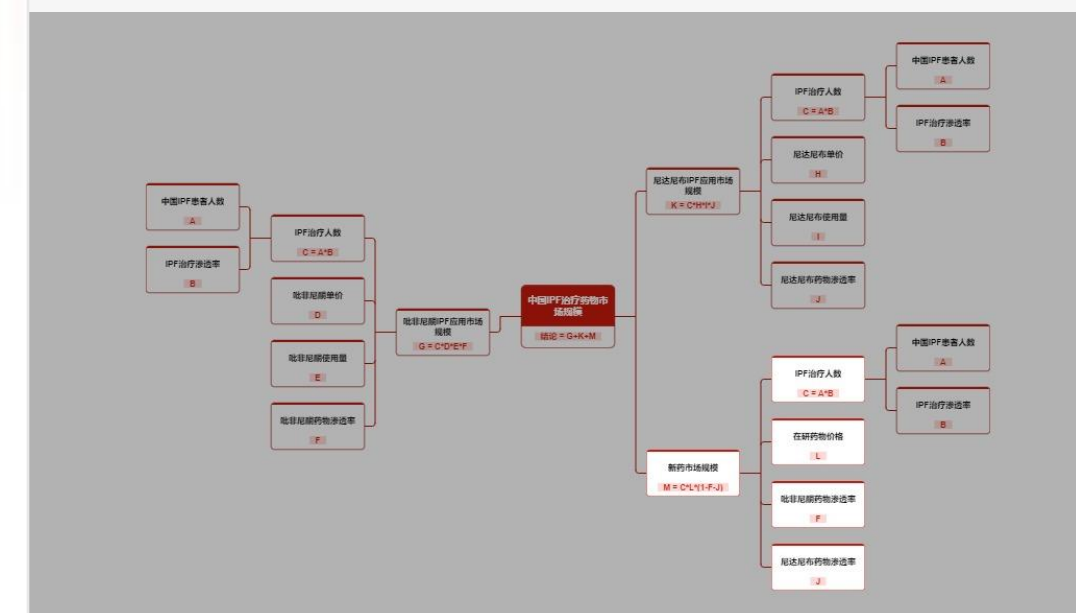 中国IPF患者人数
A
IPF治疗渗透率
B
IPF治疗人数
C = A*B
吡非尼酮单价
D
吡非尼酮使用量
E
吡非尼酮药物渗透率
F
吡非尼酮IPF应用市场
规模
G = C*D*E*F
中国IPF治疗药物市
场规模
结论 = G+K+M
尼达尼布IPF应用市场
规模
K = C*H*I*J
IPF治疗人数
C = A*B
尼达尼布单价
H
尼达尼布使用量
I
尼达尼布药物渗透率
J
中国IPF患者人数
A
IPF治疗渗透率
B
新药市场规模
M = C*L*(1-F-J)
IPF治疗人数
C = A*B
在研药物价格
L
吡非尼酮药物渗透率
F
尼达尼布药物渗透率
J
中国IPF患者人数
A
IPF治疗渗透率
B